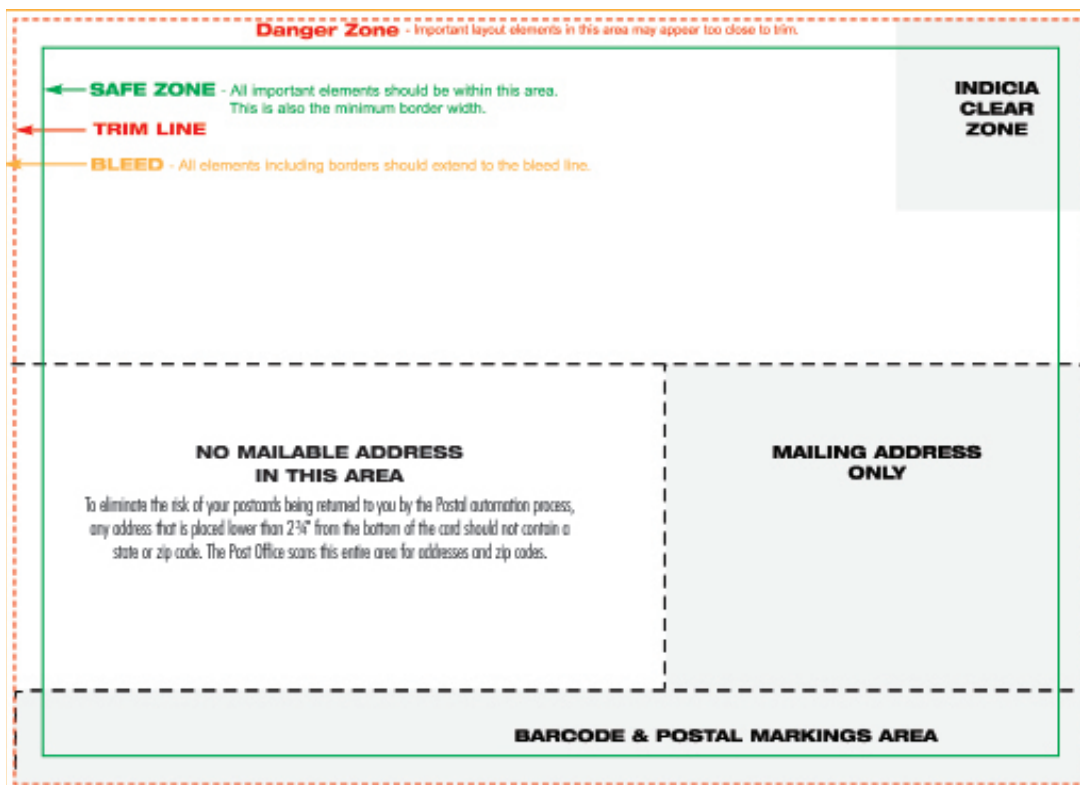 Danger Zone - Important layout elements in this area may appear too close to trim.
SAFE ZONE - All important elements should be within this area.
This is also the minimum border width.
TRIM LINE
BLEED - All elements including borders should extend to the bleed line.
INDICIA
CLEAR
ZONE
NO MAILABLE ADDRESS
IN THIS AREA
To eliminate the risk of your postcards being returned to you by the Postal automation process,
any address that is placed lower than 2¾" from the bottom of the card should not contain a
state or zip code. The Post Office scans this entire area for addresses and zip codes.
MAILING ADDRESS
ONLY
BARCODE & POSTAL MARKINGS AREA